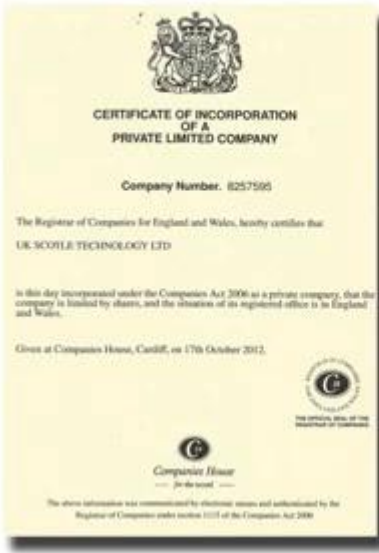 CERTIFICATE OF INCORPORATION
OF A
PRIVATE LIMITED COMPANY
Company Number. 8257595
The Registrar of Companies for England and Wales, hereby certifies that
UK SCOTLE TECHNOLOGY LTD
is this day incorporated under the Companies Act 2006 as a private company, that the
company is limited by shares, and the situation of its registered office is in England
and Wales.
Given at Companies House, Cardiff, on 17th October 2012.
THE OFFICIAL SEAL OF THE
REGISTRAR OF COMPANIES
Companies House
for the record
The above information was communicated by electronic means and authenticated by the
Registrar of Companies under section 1115 of the Companies Act 2006